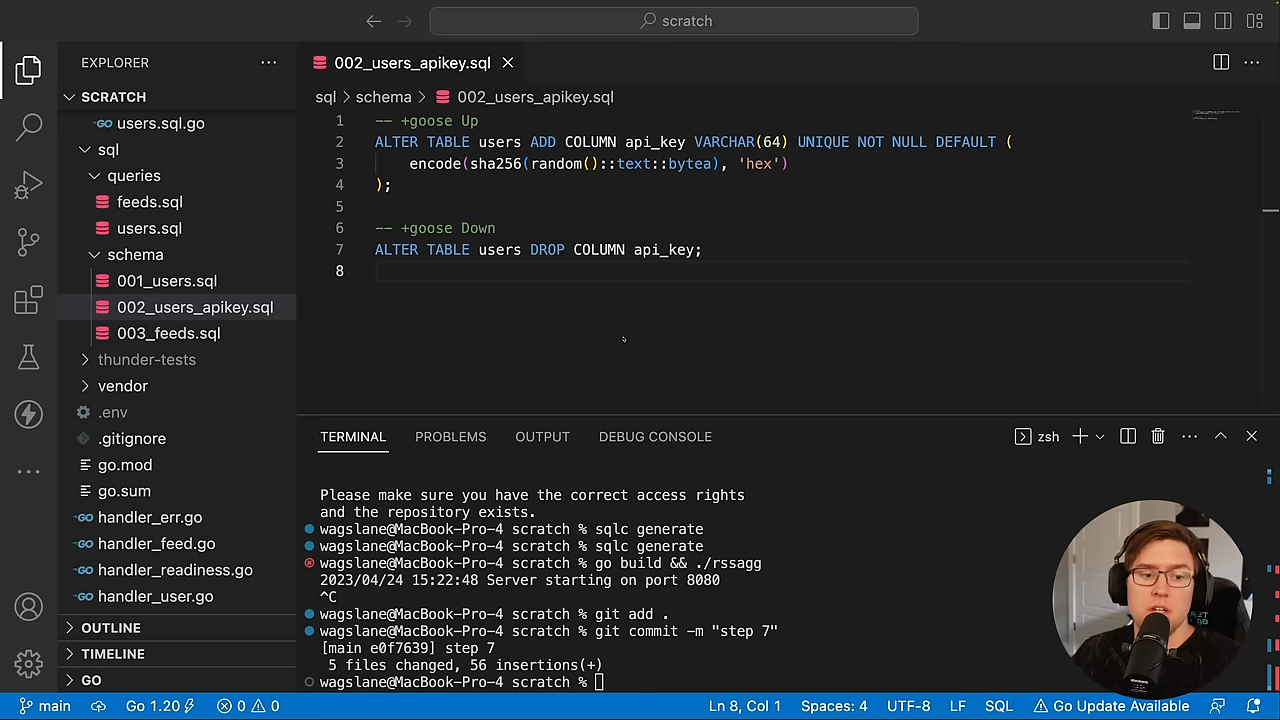 scratch
EXPLORER
SCRATCH
users.sql.go
sql
queries
feeds.sql
users.sql
schema
001_users.sql
002_users_apikey.sql
003_feeds.sql
thunder-tests
vendor
.env
.gitignore
go.mod
go.sum
handler_err.go
handler_feed.go
handler_readiness.go
handler_user.go
OUTLINE
TIMELINE
GO
002_users_apikey.sql
sql > schema > 002_users_apikey.sql
1 -- +goose Up
2 ALTER TABLE users ADD COLUMN api_key VARCHAR(64) UNIQUE NOT NULL DEFAULT (
3 encode(sha256(random()::text::bytea), 'hex')
4 );
5
6 -- +goose Down
7 ALTER TABLE users DROP COLUMN api_key;
8
TERMINAL PROBLEMS OUTPUT DEBUG CONSOLE zsh
Please make sure you have the correct access rights
and the repository exists.
wagslane@MacBook-Pro-4 scratch % sqlc generate
wagslane@MacBook-Pro-4 scratch % sqlc generate
wagslane@MacBook-Pro-4 scratch % go build && ./rssagg
2023/04/24 15:22:48 Server starting on port 8080
^C
wagslane@MacBook-Pro-4 scratch % git add .
wagslane@MacBook-Pro-4 scratch % git commit -m "step 7"
[main e0f7639] step 7
5 files changed, 56 insertions(+)
wagslane@MacBook-Pro-4 scratch %
main Go 1.20 0 0 Ln 8, Col 1 Spaces: 4 UTF-8 LF SQL Go Update Available